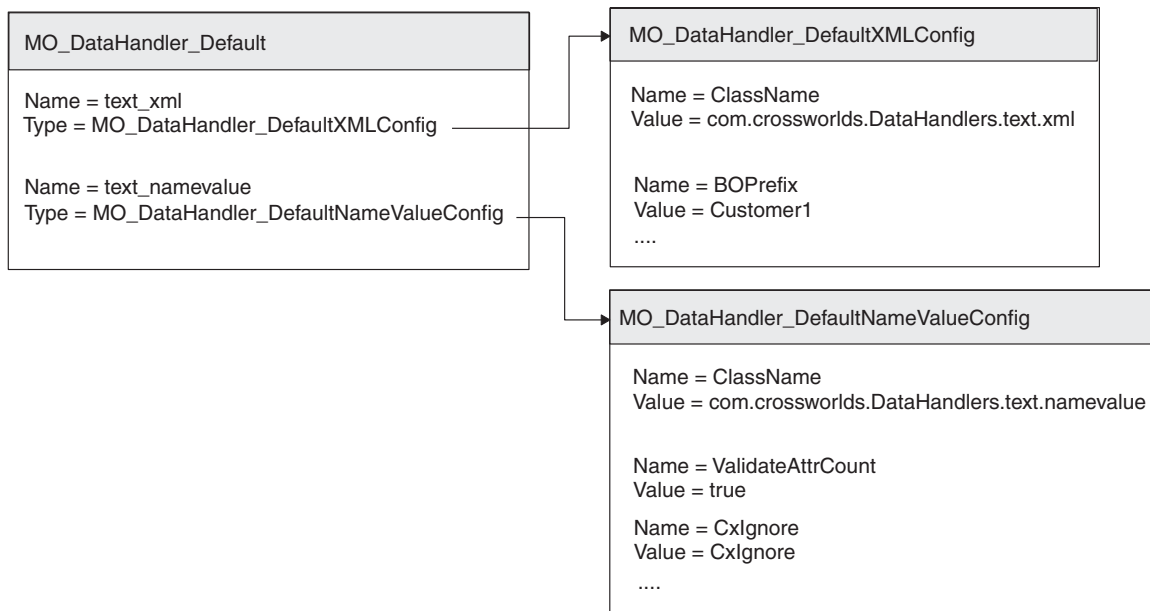 MO_DataHandler_Default
Name = text_xml
Type = MO_DataHandler_DefaultXMLConfig
Name = text_namevalue
Type = MO_DataHandler_DefaultNameValueConfig
MO_DataHandler_DefaultXMLConfig
Name = ClassName
Value = com.crossworlds.DataHandlers.text.xml
Name = BOPrefix
Value = Customer1
....
MO_DataHandler_DefaultNameValueConfig
Name = ClassName
Value = com.crossworlds.DataHandlers.text.namevalue
Name = ValidateAttrCount
Value = true
Name = CxIgnore
Value = CxIgnore
....